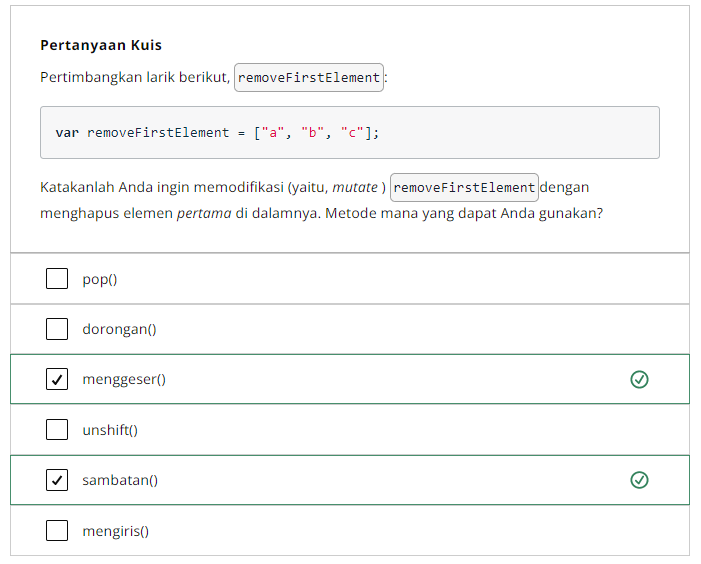 Pertanyaan Kuis
Pertimbangkan larik berikut, removeFirstElement:
var removeFirstElement = ["a", "b", "c"];
Katakanlah Anda ingin memodifikasi (yaitu, mutate ) removeFirstElement dengan
menghapus elemen pertama di dalamnya. Metode mana yang dapat Anda gunakan?
pop()
dorongan()
menggeser()
unshift()
sambatan()
mengiris()